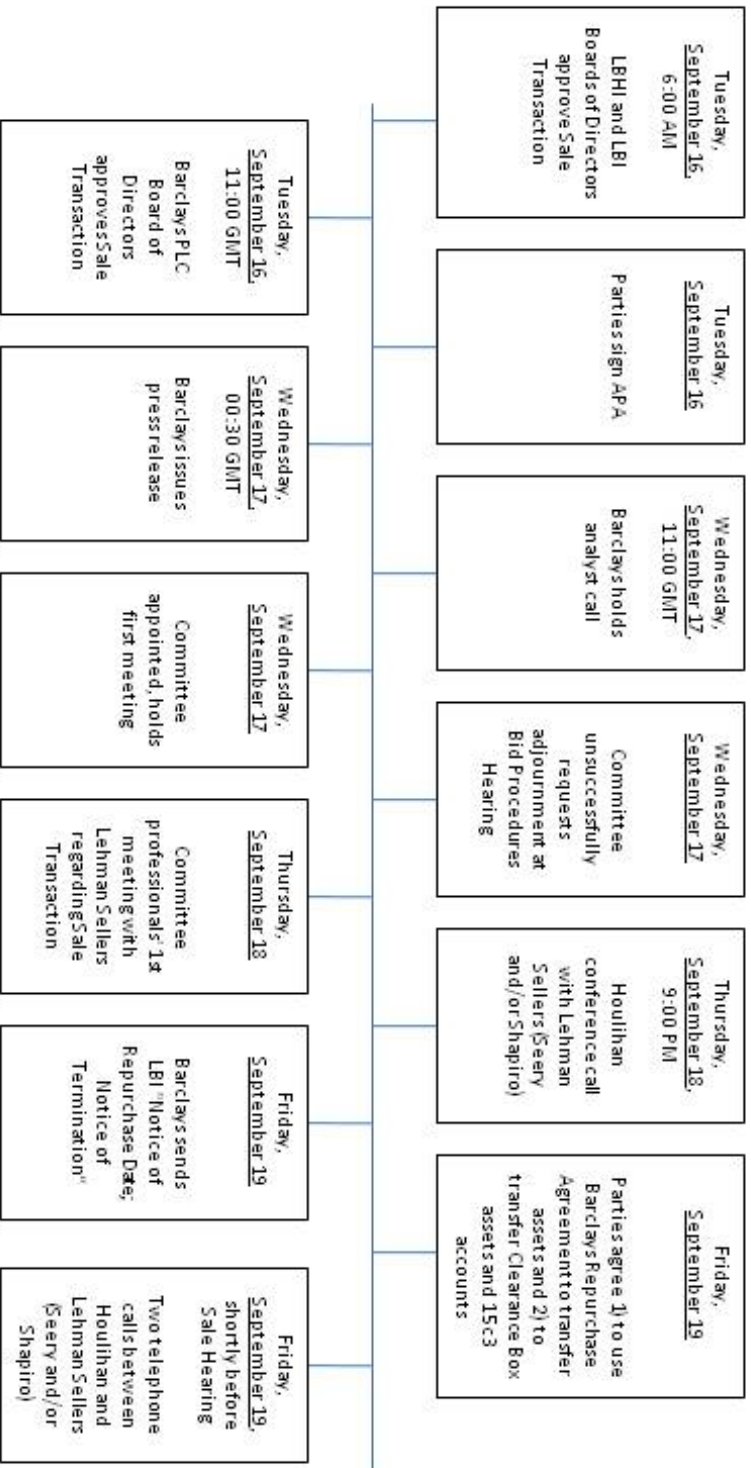 Tuesday,
September 16,
6:00 AM
LBHI and LBI
Boards of Directors
approve Sale
Transaction
Tuesday,
September 16
Parties sign APA
Wednesday,
September 17,
11:00 GMT
Barclays holds
analyst call
Wednesday,
September 17
Committee
unsuccessfully
requests
adjournment at
Bid Procedures
Hearing
Thursday,
September 18,
9:00 PM
Houlihan
conference call
with Lehman
Sellers (Seery
and/or Shapiro)
Friday,
September 19
Parties agree 1) to use
Barclays Repurchase
Agreement to transfer
assets and 2) to
transfer Clearance Box
assets and 15c3
accounts
Tuesday,
September 16,
11:00 GMT
Barclays PLC
Board of
Directors
approves Sale
Transaction
Wednesday,
September 17,
00:30 GMT
Barclays issues
press release
Wednesday,
September 17
Committee
appointed, holds
first meeting
Thursday,
September 18
Committee
professionals' 1st
meeting with
Lehman Sellers
regarding Sale
Transaction
Friday,
September 19
Barclays sends
LBI "Notice of
Repurchase Date;
Notice of
Termination"
Friday,
September 19,
shortly before
Sale Hearing
Two telephone
calls between
Houlihan and
Lehman Sellers
(Seery and/or
Shapiro)